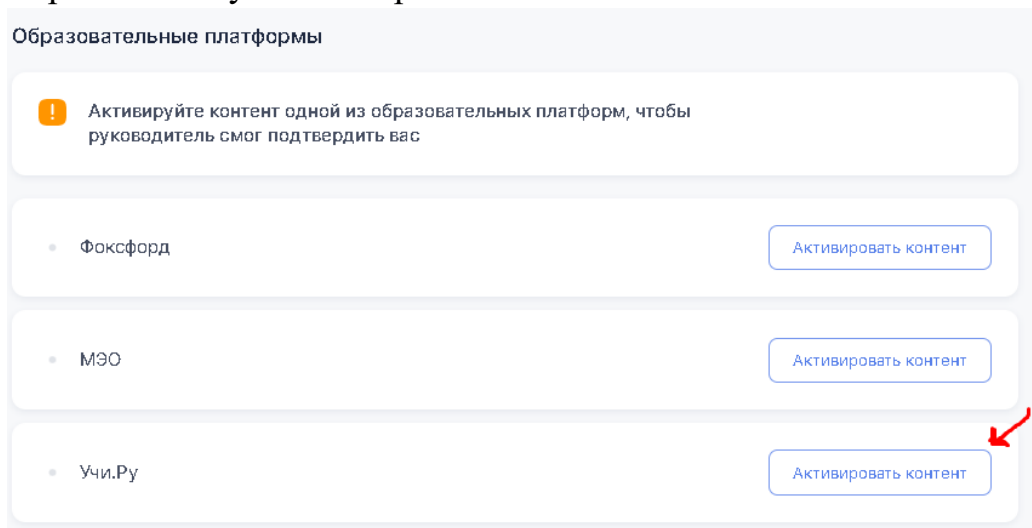 Образовательные платформы
Активируйте контент одной из образовательных платформ, чтобы
руководитель смог подтвердить вас
Фоксфорд
Активировать контент
МЭО
Активировать контент
Учи.Ру
Активировать контент